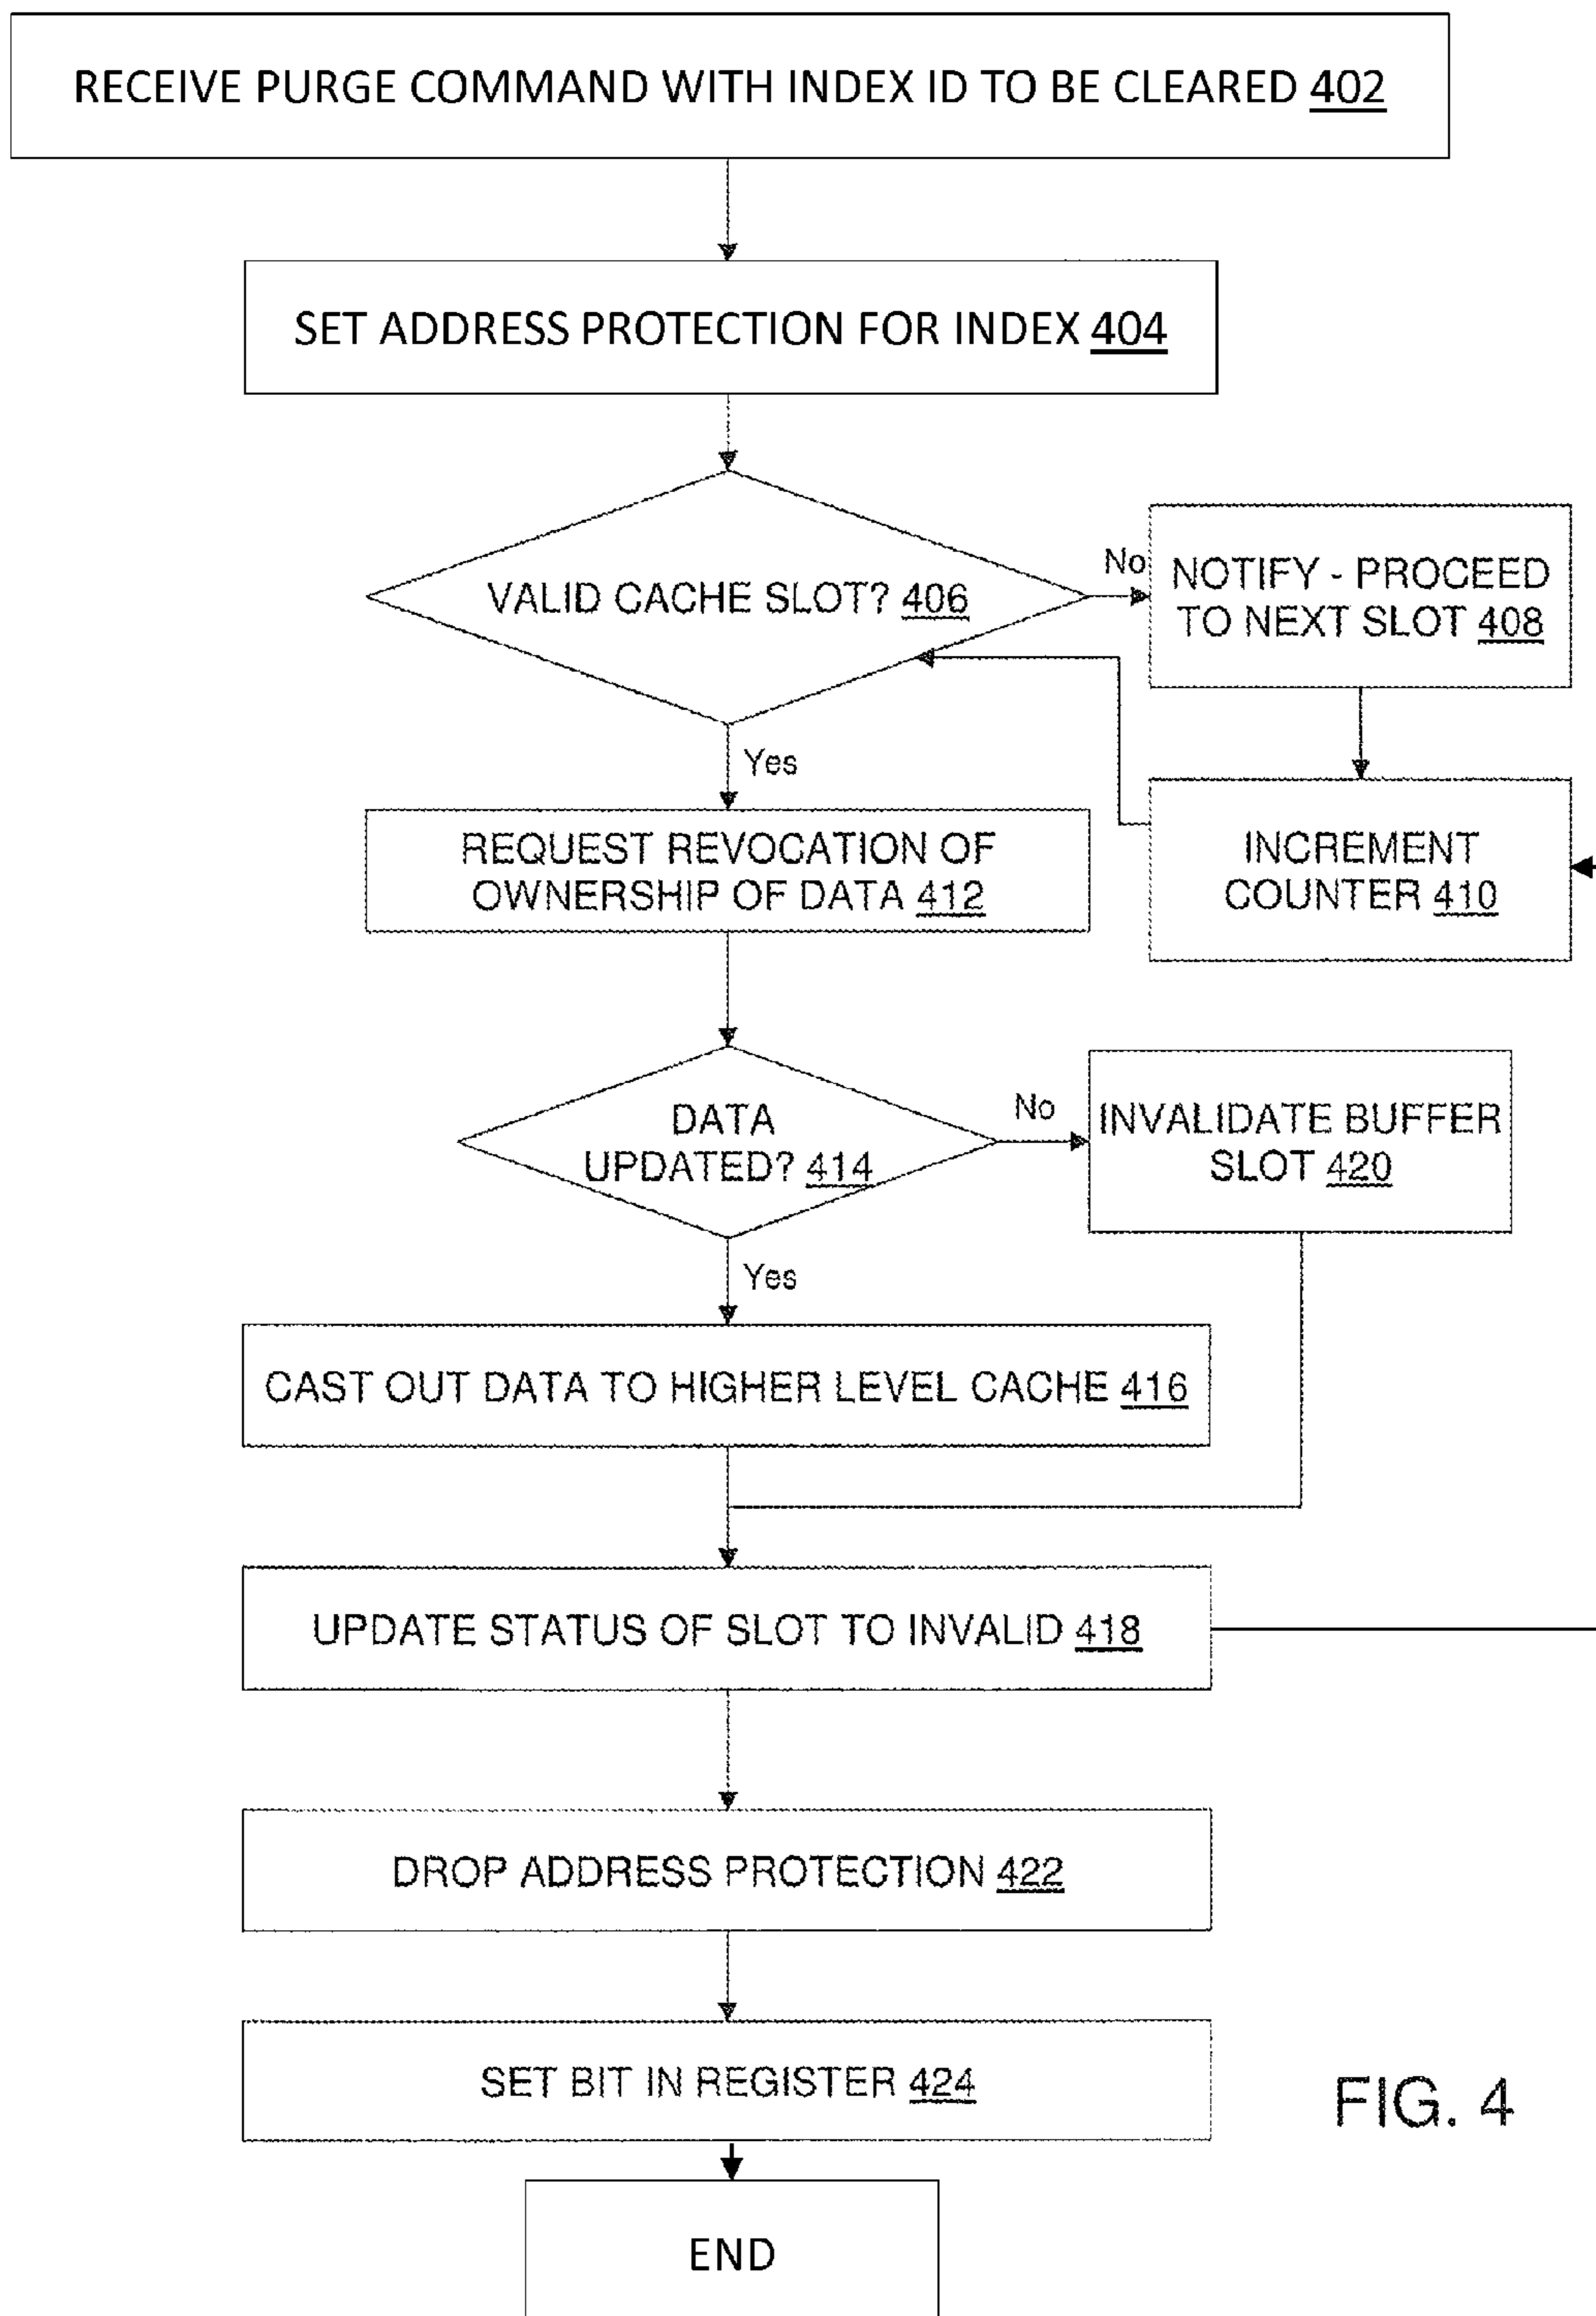 RECEIVE PURGE COMMAND WITH INDEX ID TO BE CLEARED 402
SET ADDRESS PROTECTION FOR INDEX 404
VALID CACHE SLOT? 406
No
NOTIFY - PROCEED
TO NEXT SLOT 408
Yes
INCREMENT
COUNTER 410
REQUEST REVOCATION OF
OWNERSHIP OF DATA 412
DATA
UPDATED? 414
No
INVALIDATE BUFFER
SLOT 420
Yes
CAST OUT DATA TO HIGHER LEVEL CACHE 416
UPDATE STATUS OF SLOT TO INVALID 418
DROP ADDRESS PROTECTION 422
SET BIT IN REGISTER 424
FIG. 4
END